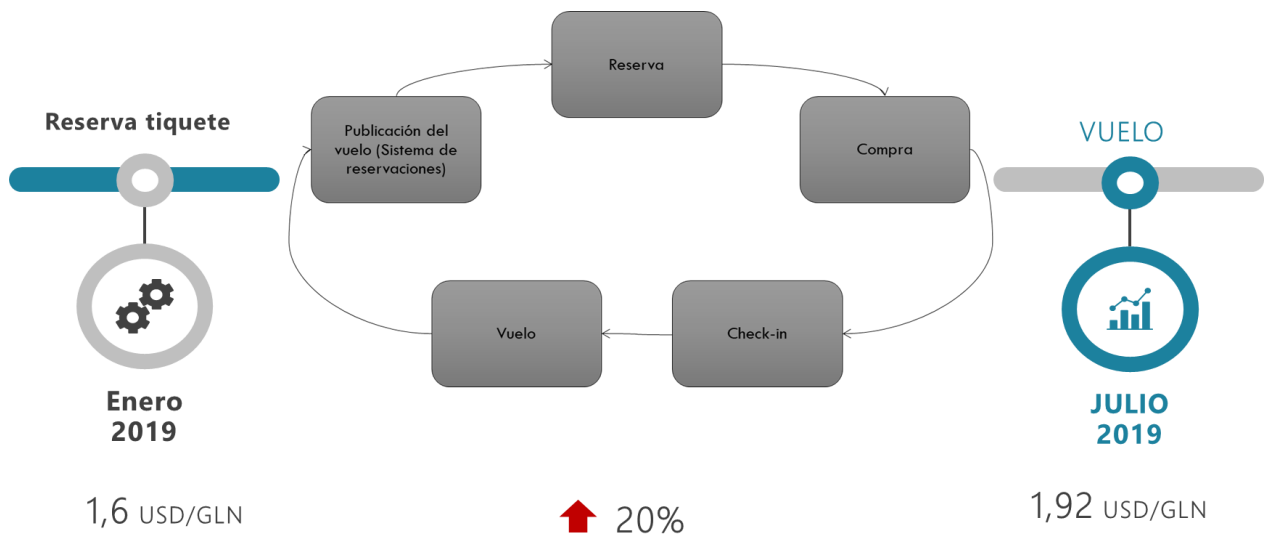 Reserva tiquete
Enero
2019
1,6 USD/GLN
Reserva
Publicación del
vuelo (Sistema de
reservaciones)
Compra
Vuelo
Check-in
20%
VUELO
JULIO
2019
1,92 USD/GLN